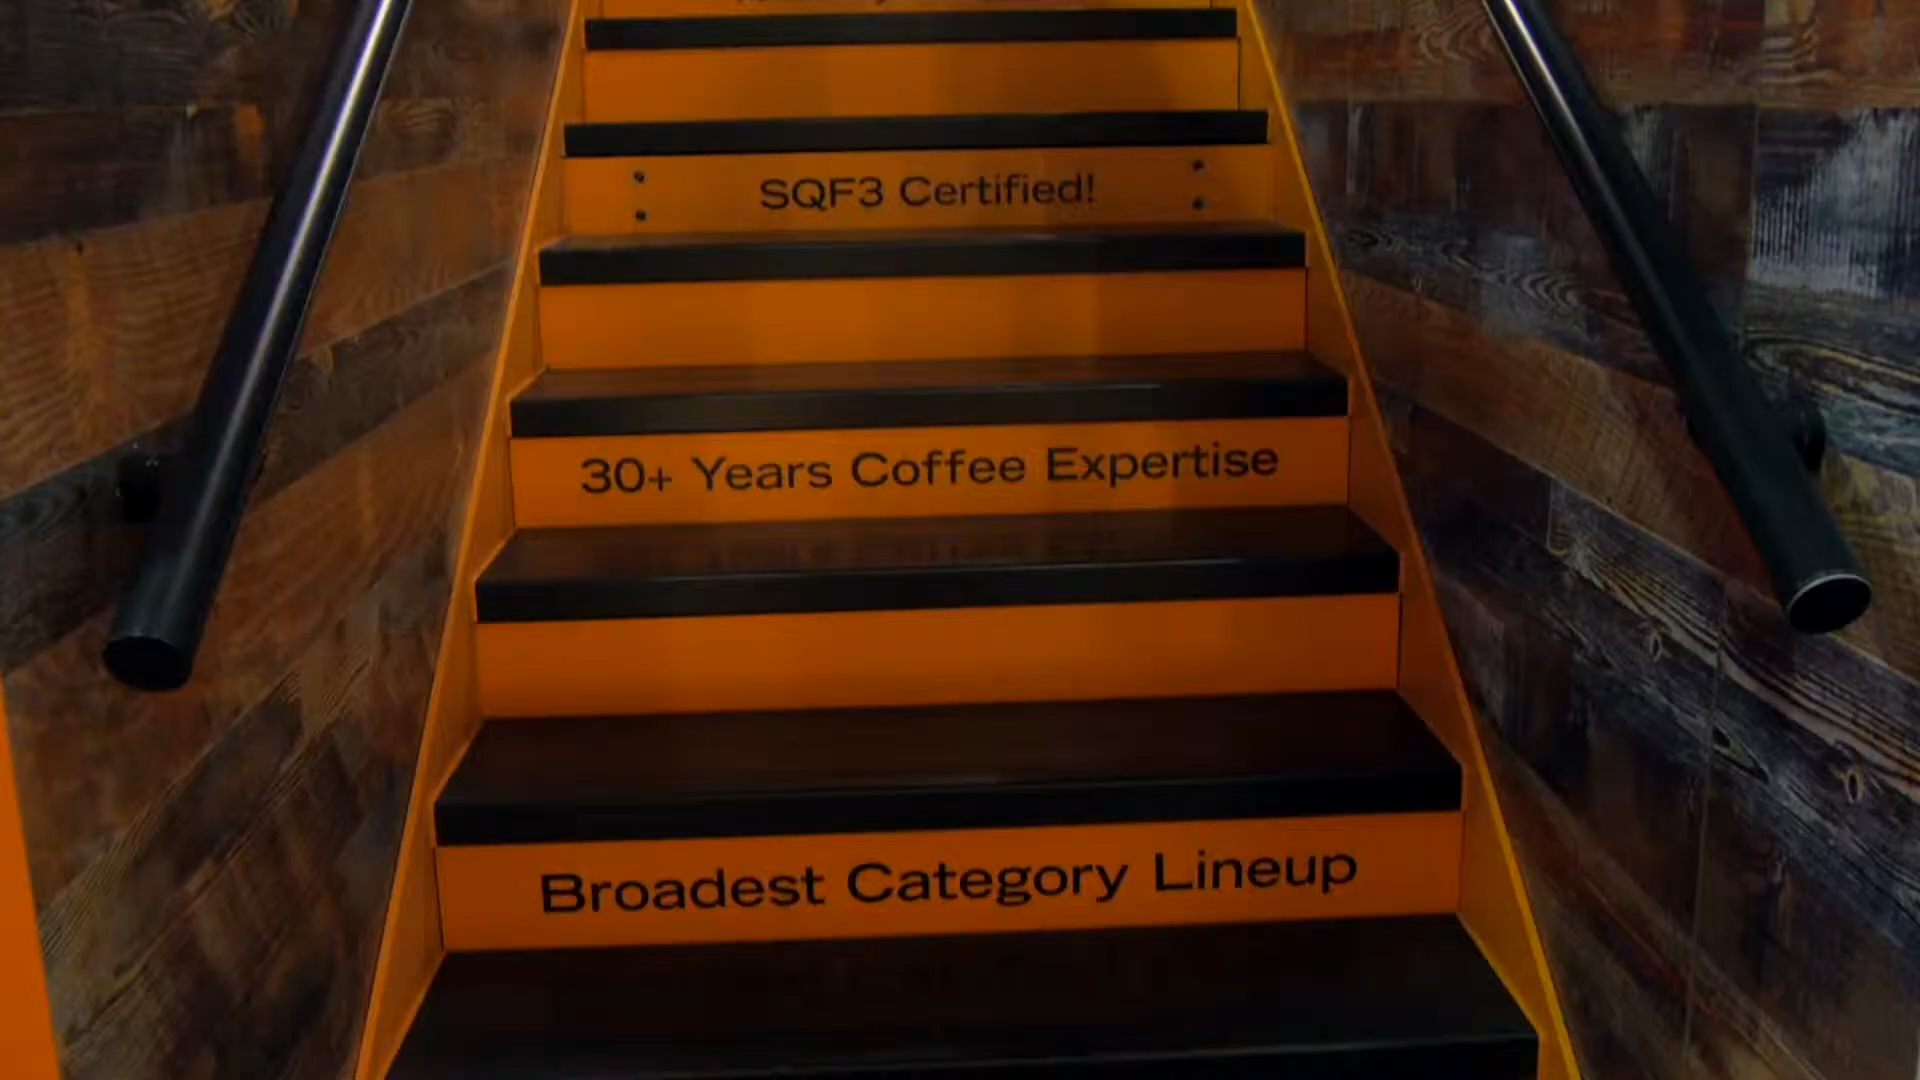 SQF3 Certified!
30+ Years Coffee Expertise
Broadest Category Lineup